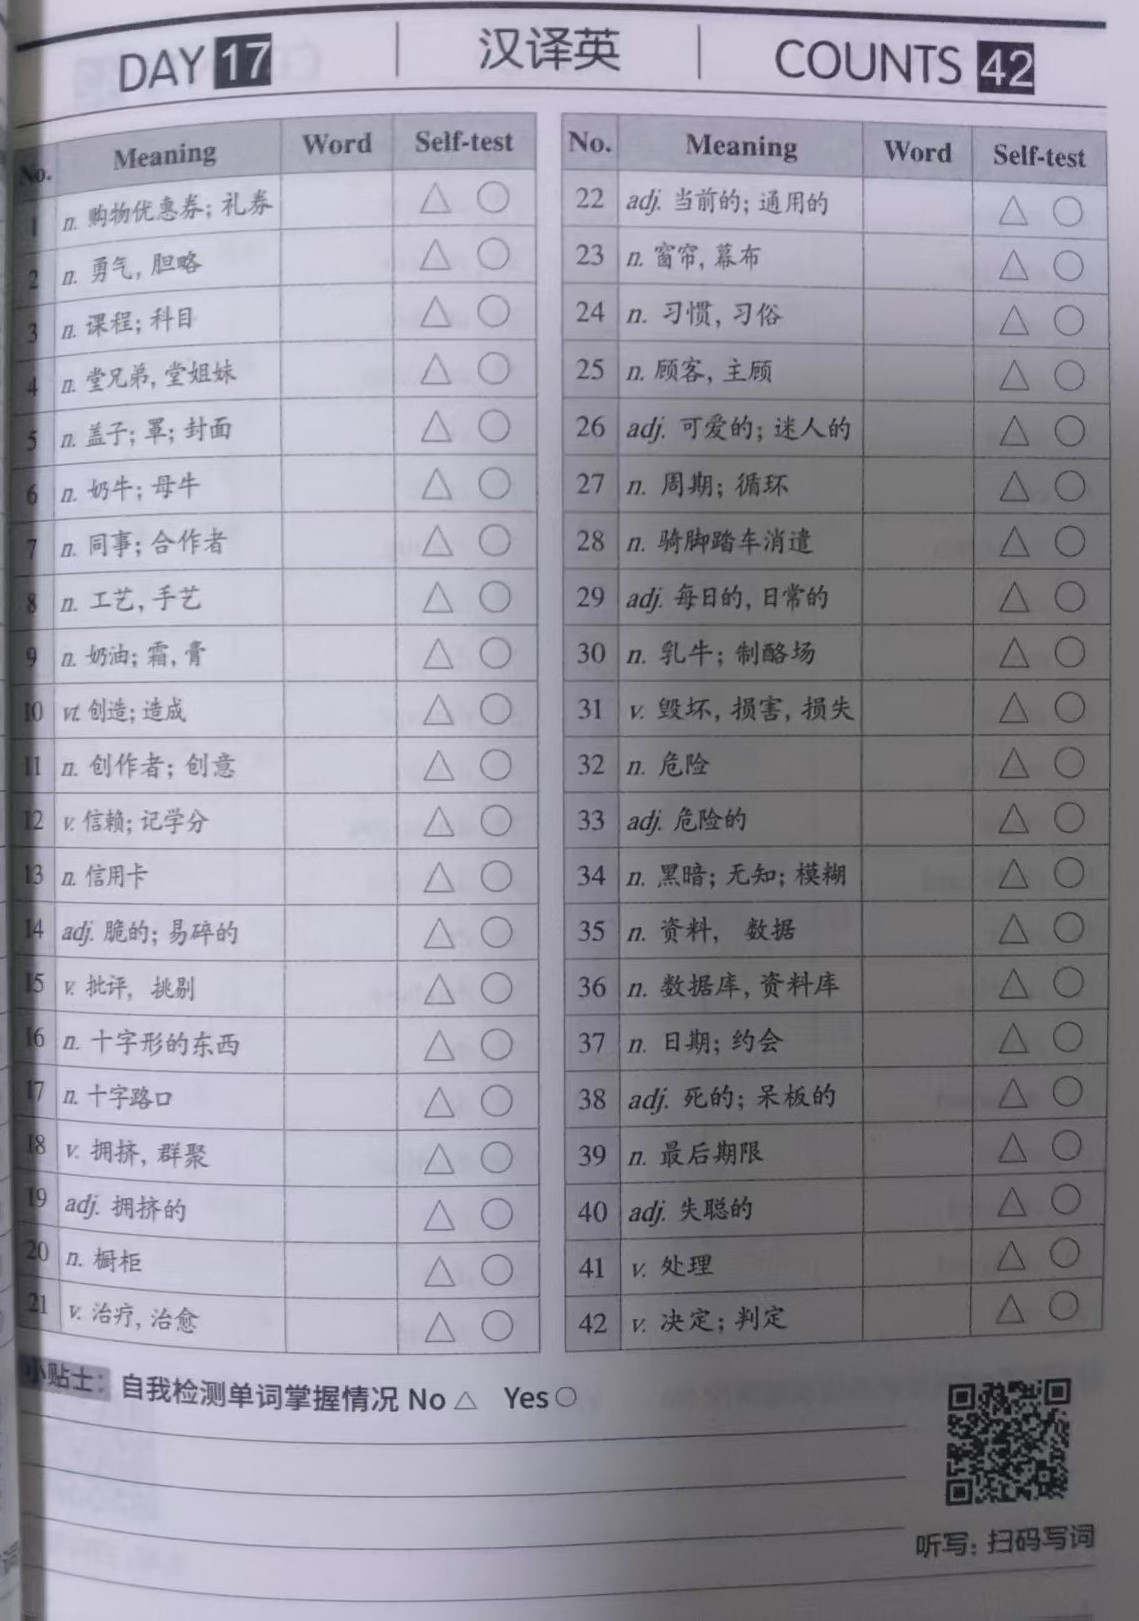 DAY 17 汉译英 COUNTS 42
No. Meaning Word Self-test
1 n. 购物优惠券; 礼券 △ ○
2 n. 勇气, 胆略 △ ○
3 n. 课程; 科目 △ ○
4 n. 堂兄弟, 堂姐妹 △ ○
5 n. 盖子; 罩; 封面 △ ○
6 n. 奶牛; 母牛 △ ○
7 n. 同事; 合作者 △ ○
8 n. 工艺, 手艺 △ ○
9 n. 奶油; 霜, 膏 △ ○
10 vt. 创造; 造成 △ ○
11 n. 创作者; 创意 △ ○
12 v. 信赖; 记学分 △ ○
13 n. 信用卡 △ ○
14 adj. 脆的; 易碎的 △ ○
15 v. 批评, 挑剔 △ ○
16 n. 十字形的东西 △ ○
17 n. 十字路口 △ ○
18 v. 拥挤, 群聚 △ ○
19 adj. 拥挤的 △ ○
20 n. 橱柜 △ ○
21 v. 治疗, 治愈 △ ○
No. Meaning Word Self-test
22 adj. 当前的; 通用的 △ ○
23 n. 窗帘, 幕布 △ ○
24 n. 习惯, 习俗 △ ○
25 n. 顾客, 主顾 △ ○
26 adj. 可爱的; 迷人的 △ ○
27 n. 周期; 循环 △ ○
28 n. 骑脚踏车消遣 △ ○
29 adj. 每日的, 日常的 △ ○
30 n. 乳牛; 制酪场 △ ○
31 v. 毁坏, 损害, 损失 △ ○
32 n. 危险 △ ○
33 adj. 危险的 △ ○
34 n. 黑暗; 无知; 模糊 △ ○
35 n. 资料, 数据 △ ○
36 n. 数据库, 资料库 △ ○
37 n. 日期; 约会 △ ○
38 adj. 死的; 呆板的 △ ○
39 n. 最后期限 △ ○
40 adj. 失聪的 △ ○
41 v. 处理 △ ○
42 v. 决定; 判定 △ ○
小贴士: 自我检测单词掌握情况 No △ Yes ○
听写: 扫码写词